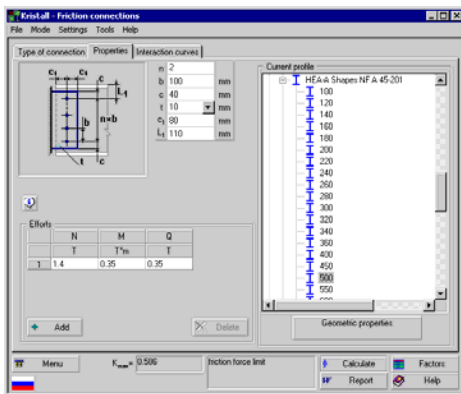 Kristall - Friction connections
File Mode Settings Tools Help
Type of connection Properties Interaction curves
C₁ C₁ c
L₁
b n×b
t c
n 2
b 100 mm
c 40 mm
t 10 mm
c₁ 80 mm
L₁ 110 mm
Current profile
HEA-A Shapes NF A 45-201
100
120
140
160
180
200
220
240
260
280
300
320
340
360
400
450
500
550
Efforts
N M Q
T T*m T
1 1.4 0.35 0.35
Add Delete
Geometric properties
Menu
0.506 friction force limit
Calculate Factors
Report Help